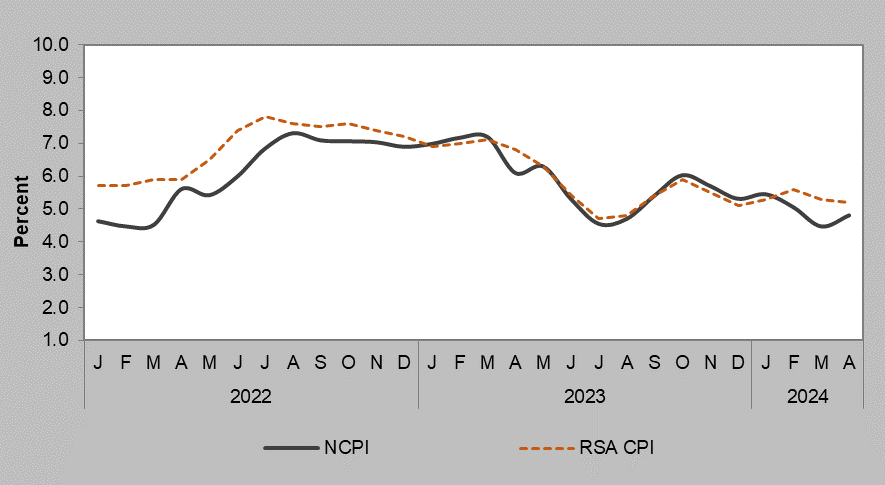 10.0
9.0
8.0
7.0
6.0
5.0
4.0
3.0
2.0
1.0
Percent
J F M A M J J A S O N D J F M A M J J A S O N D J F M A
2022 2023 2024
NCPI RSA CPI